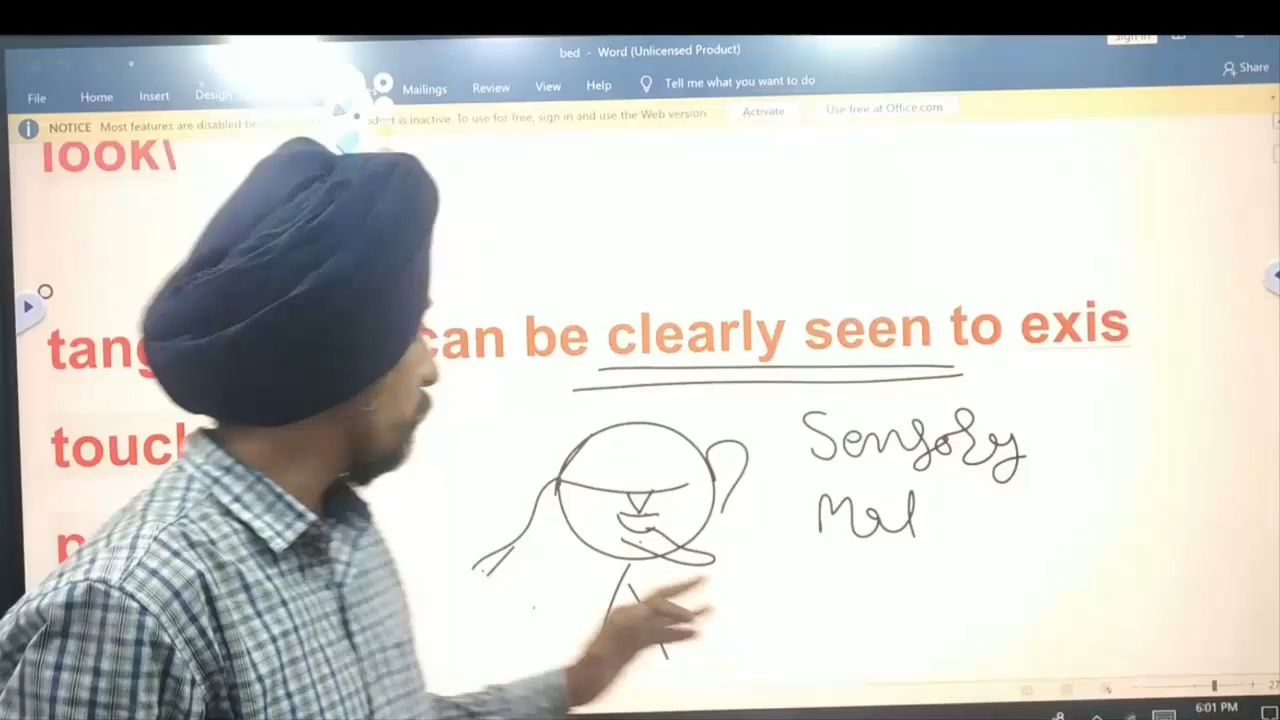 Sign in
bed - Word (Unlicensed Product)
File Home Insert Design Mailings Review View Help Tell me what you want to do Share
NOTICE Most features are disabled be is inactive. To use for free, sign in and use the Web version. Activate Use free at Office.com
look\
tang can be clearly seen to exis
touch
Sensory
Mal
p
6:01 PM